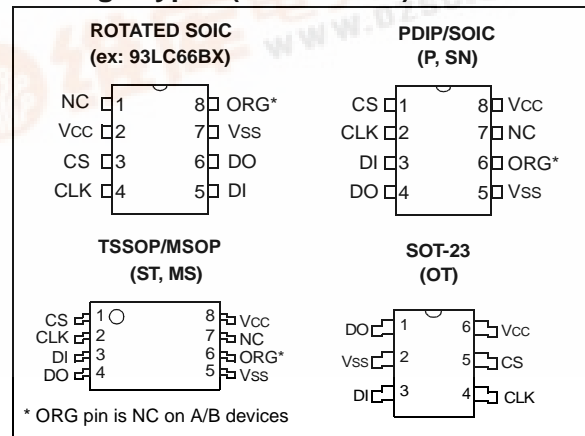 ROTATED SOIC
(ex: 93LC66BX)
NC 1 8 ORG*
Vcc 2 7 Vss
CS 3 6 DO
CLK 4 5 DI
PDIP/SOIC
(P, SN)
CS 1 8 Vcc
CLK 2 7 NC
DI 3 6 ORG*
DO 4 5 Vss
TSSOP/MSOP
(ST, MS)
CS 1 8 Vcc
CLK 2 7 NC
DI 3 6 ORG*
DO 4 5 Vss
SOT-23
(OT)
DO 1 6 Vcc
Vss 2 5 CS
DI 3 4 CLK
* ORG pin is NC on A/B devices